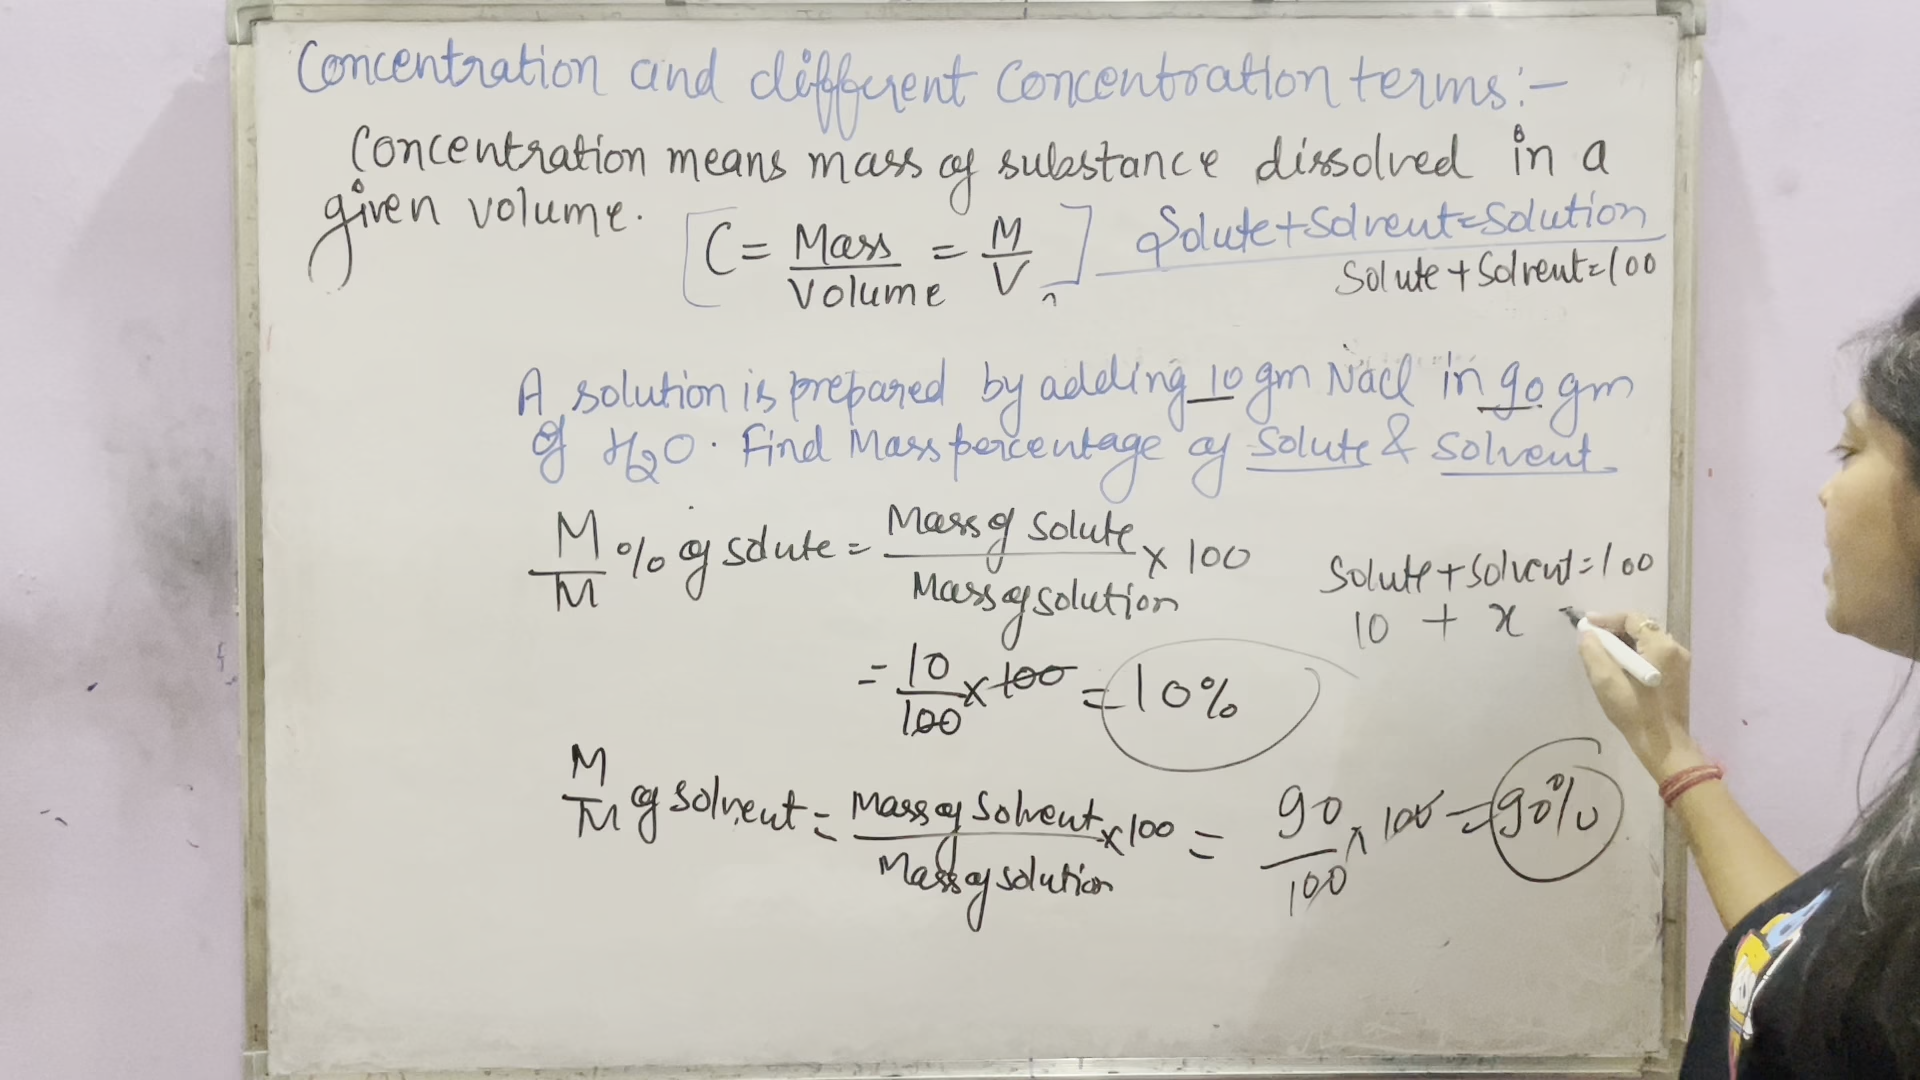 Concentration and different Concentration terms:-
Concentration means mass of substance dissolved in a
given volume.
[C = Mass/Volume = M/V] Solute+Solvent=Solution
Solute+Solvent=100
A solution is prepared by adding 10 gm NaCl in 90 gm
of H2O. Find Mass percentage of Solute & Solvent
M/M % of solute = Mass of Solute/Mass of solution x 100
Solute+Solvent=100
10 + x
= 10/100 x 100 = 10%
M/M of Solvent = Mass of Solvent/Mass of solution x 100 = 90/100 x 100 = 90%